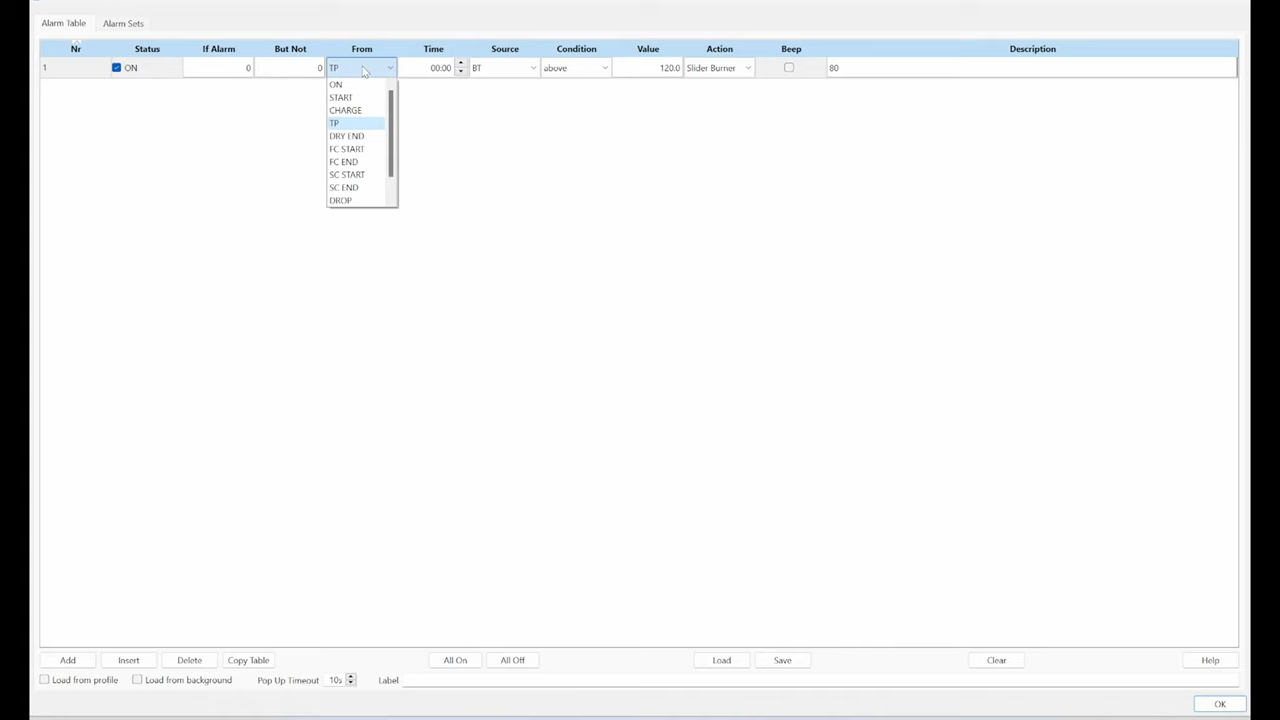 Alarm Table Alarm Sets
Nr Status If Alarm But Not From Time Source Condition Value Action Beep Description
1 ON 0 0 TP 00:00 BT above 120.0 Slider Burner 80
ON
START
CHARGE
TP
DRY END
FC START
FC END
SC START
SC END
DROP
Add Insert Delete Copy Table All On All Off Load Save Clear Help
Load from profile Load from background Pop Up Timeout 10s Label
OK